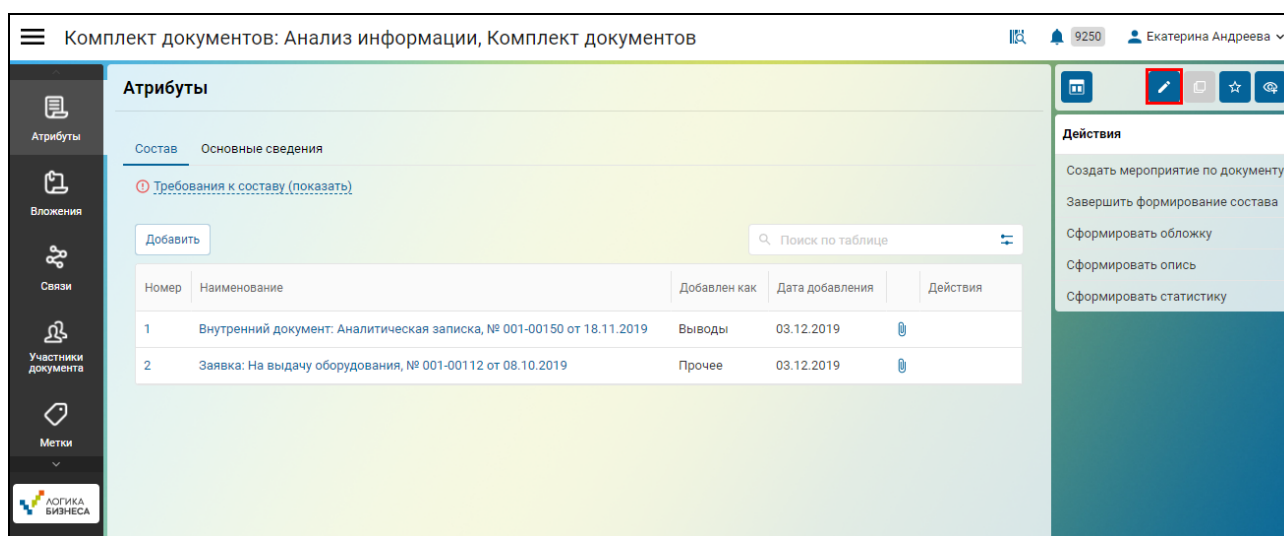 Комплект документов: Анализ информации, Комплект документов
9250
Екатерина Андреева
Атрибуты
Вложения
Связи
Участники
документа
Метки
ЛОГИКА
БИЗНЕСА
Атрибуты
Состав Основные сведения
Требования к составу (показать)
Добавить
Поиск по таблице
Номер Наименование Добавлен как Дата добавления Действия
1 Внутренний документ: Аналитическая записка, № 001-00150 от 18.11.2019 Выводы 03.12.2019
2 Заявка: На выдачу оборудования, № 001-00112 от 08.10.2019 Прочее 03.12.2019
Действия
Создать мероприятие по документу
Завершить формирование состава
Сформировать обложку
Сформировать опись
Сформировать статистику